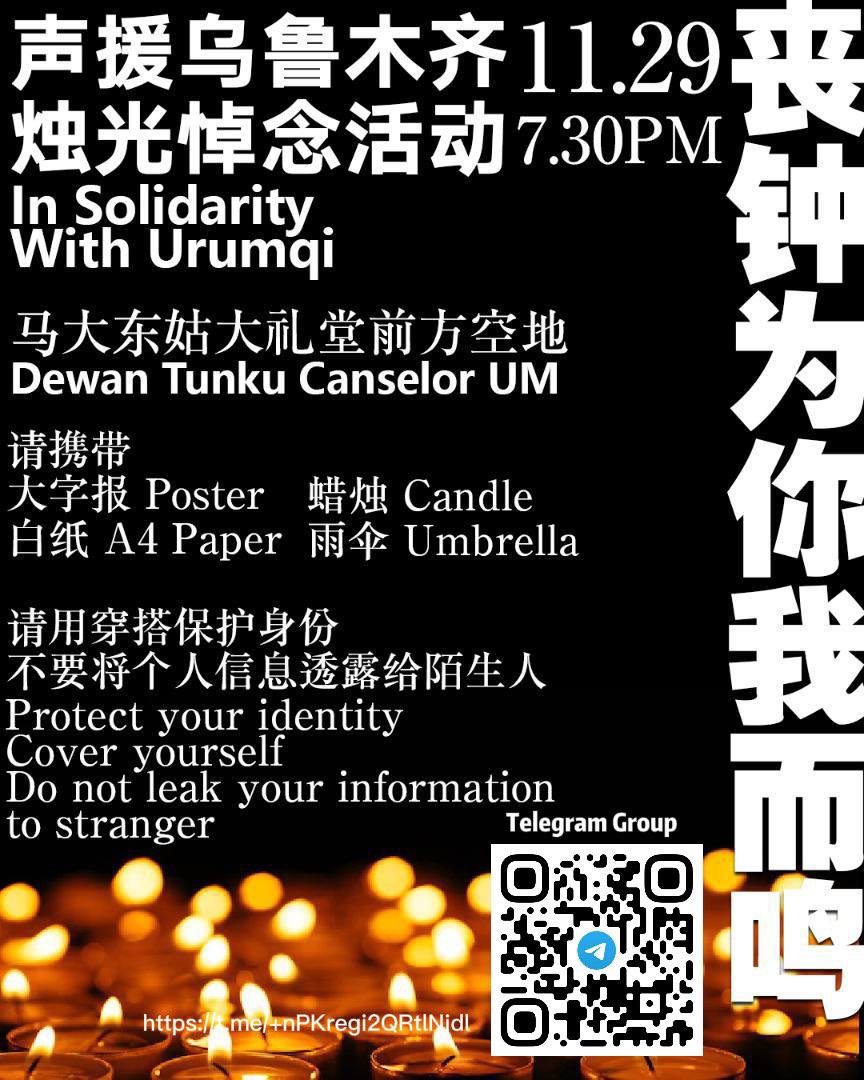 声援乌鲁木齐 11.29
烛光悼念活动 7.30PM
In Solidarity
With Urumqi
马大东姑大礼堂前方空地
Dewan Tunku Canselor UM
请携带
大字报 Poster 蜡烛 Candle
白纸 A4 Paper 雨伞 Umbrella
请用穿搭保护身份
不要将个人信息透露给陌生人
Protect your identity
Cover yourself
Do not leak your information
to stranger
Telegram Group
https://t.me/+nPKregi2QRtlNjdl
丧钟为你我而鸣